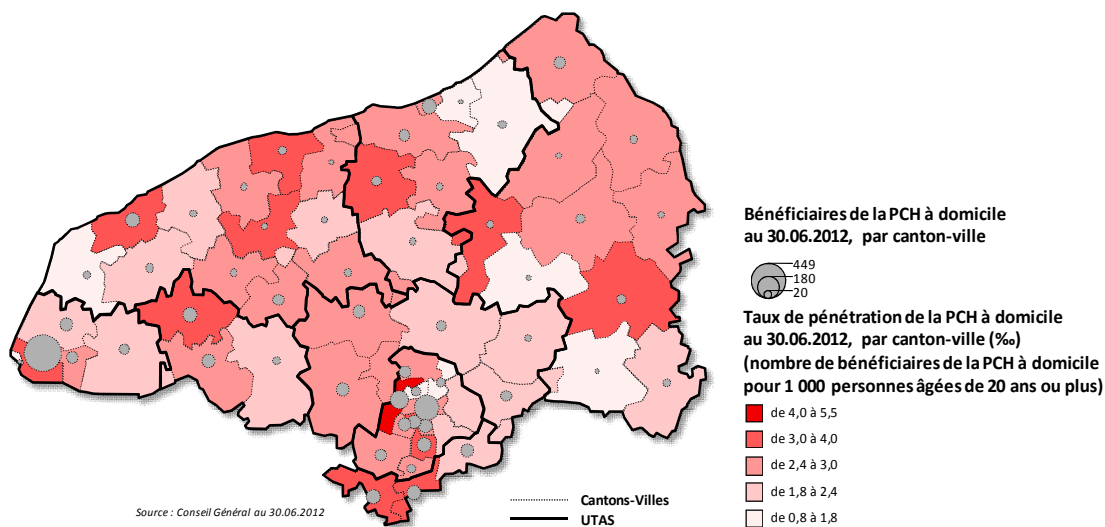 Bénéficiaires de la PCH à domicile
au 30.06.2012, par canton-ville
449
180
20
Taux de pénétration de la PCH à domicile
au 30.06.2012, par canton-ville (‰)
(nombre de bénéficiaires de la PCH à domicile
pour 1 000 personnes âgées de 20 ans ou plus)
de 4,0 à 5,5
de 3,0 à 4,0
de 2,4 à 3,0
de 1,8 à 2,4
de 0,8 à 1,8
Cantons-Villes
UTAS
Source : Conseil Général au 30.06.2012